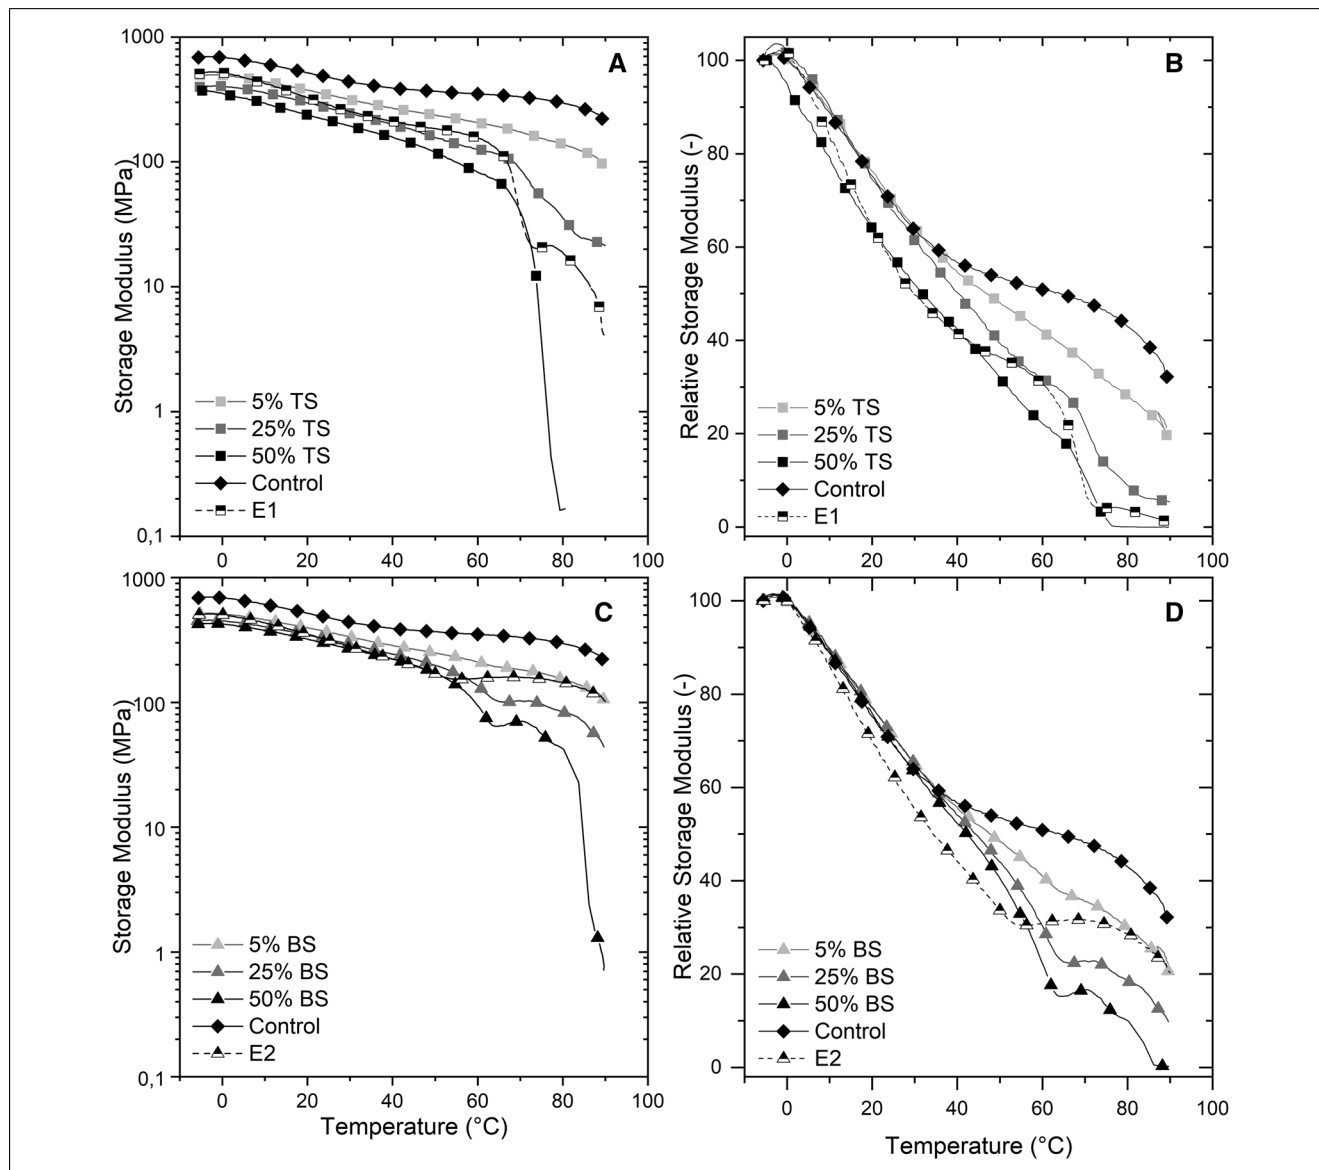 A
Storage Modulus (MPa)
1000
100
10
1
0,1
5% TS
25% TS
50% TS
Control
E1
0 20 40 60 80 100
B
Relative Storage Modulus (-)
100
80
60
40
20
0
5% TS
25% TS
50% TS
Control
E1
0 20 40 60 80 100
C
Storage Modulus (MPa)
1000
100
10
1
0,1
5% BS
25% BS
50% BS
Control
E2
0 20 40 60 80 100
Temperature (°C)
D
Relative Storage Modulus (-)
100
80
60
40
20
0
5% BS
25% BS
50% BS
Control
E2
0 20 40 60 80 100
Temperature (°C)